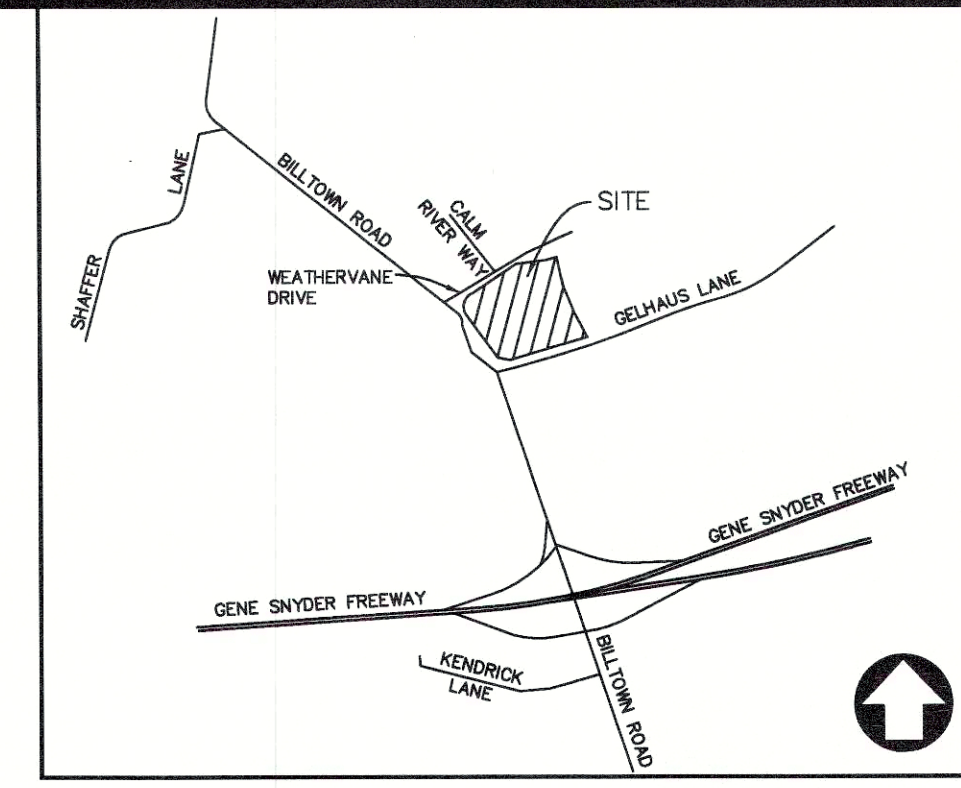 BILLTOWN ROAD
LANE
SHAFFER
CALM
RIVER WAY
SITE
WEATHERVANE
DRIVE
GELHAUS LANE
GENE SNYDER FREEWAY
GENE SNYDER FREEWAY
KENDRICK
LANE
BILLTOWN ROAD